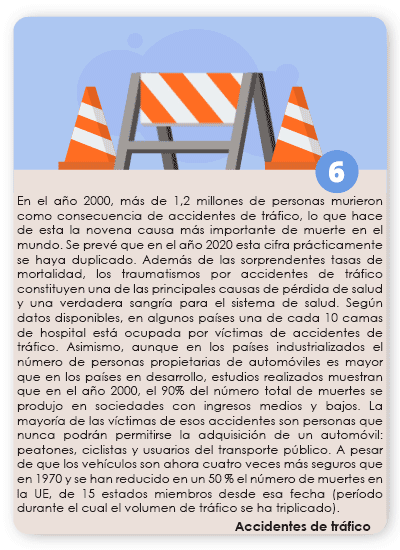 6
En el año 2000, más de 1,2 millones de personas murieron
como consecuencia de accidentes de tráfico, lo que hace
de esta la novena causa más importante de muerte en el
mundo. Se prevé que en el año 2020 esta cifra prácticamente
se haya duplicado. Además de las sorprendentes tasas de
mortalidad, los traumatismos por accidentes de tráfico
constituyen una de las principales causas de pérdida de salud
y una verdadera sangría para el sistema de salud. Según
datos disponibles, en algunos países una de cada 10 camas
de hospital está ocupada por víctimas de accidentes de
tráfico. Asimismo, aunque en los países industrializados el
número de personas propietarias de automóviles es mayor
que en los países en desarrollo, estudios realizados muestran
que en el año 2000, el 90% del número total de muertes se
produjo en sociedades con ingresos medios y bajos. La
mayoría de las víctimas de esos accidentes son personas que
nunca podrán permitirse la adquisición de un automóvil:
peatones, ciclistas y usuarios del transporte público. A pesar
de que los vehículos son ahora cuatro veces más seguros que
en 1970 y se han reducido en un 50 % el número de muertes en
la UE, de 15 estados miembros desde esa fecha (período
durante el cual el volumen de tráfico se ha triplicado).
Accidentes de tráfico